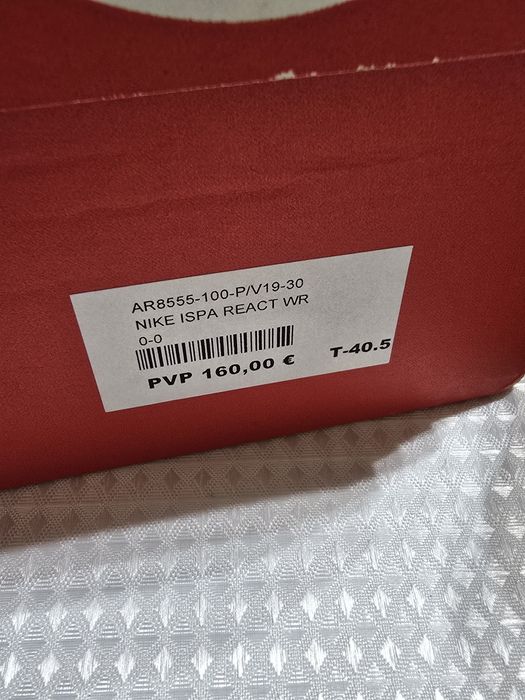 AR8555-100-P/V19-30
NIKE ISPA REACT WR
0-0
PVP 160,00 € T-40.5